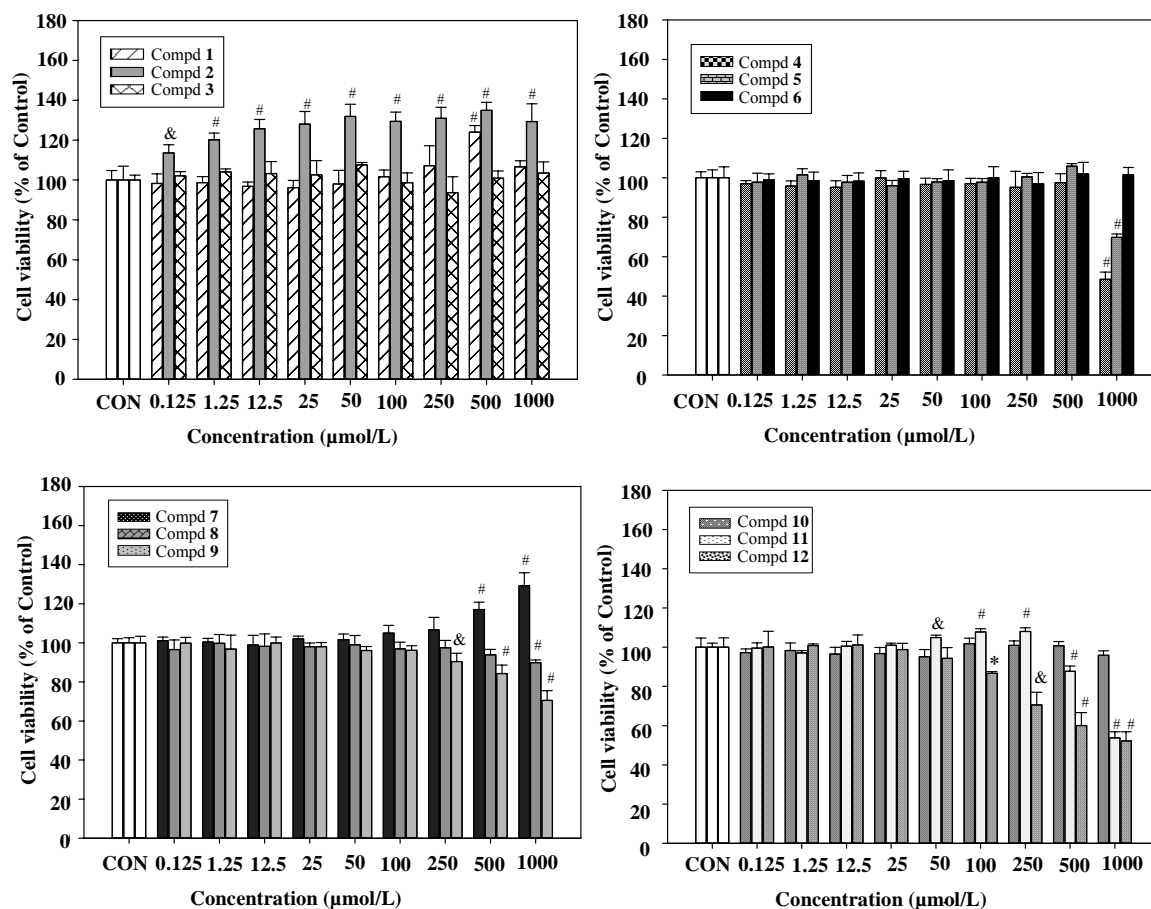 180
160
140
120
100
80
60
40
20
0
Cell viability (% of Control)
Compd 1
Compd 2
Compd 3
&
#
#
#
#
#
#
#
#
#
CON 0.125 1.25 12.5 25 50 100 250 500 1000
Concentration (µmol/L)
180
160
140
120
100
80
60
40
20
0
Cell viability (% of Control)
Compd 4
Compd 5
Compd 6
#
#
CON 0.125 1.25 12.5 25 50 100 250 500 1000
Concentration (µmol/L)
180
160
140
120
100
80
60
40
20
0
Cell viability (% of Control)
Compd 7
Compd 8
Compd 9
&
#
#
#
#
#
CON 0.125 1.25 12.5 25 50 100 250 500 1000
Concentration (µmol/L)
180
160
140
120
100
80
60
40
20
0
Cell viability (% of Control)
Compd 10
Compd 11
Compd 12
&
#
*
#
&
#
#
# #
CON 0.125 1.25 12.5 25 50 100 250 500 1000
Concentration (µmol/L)